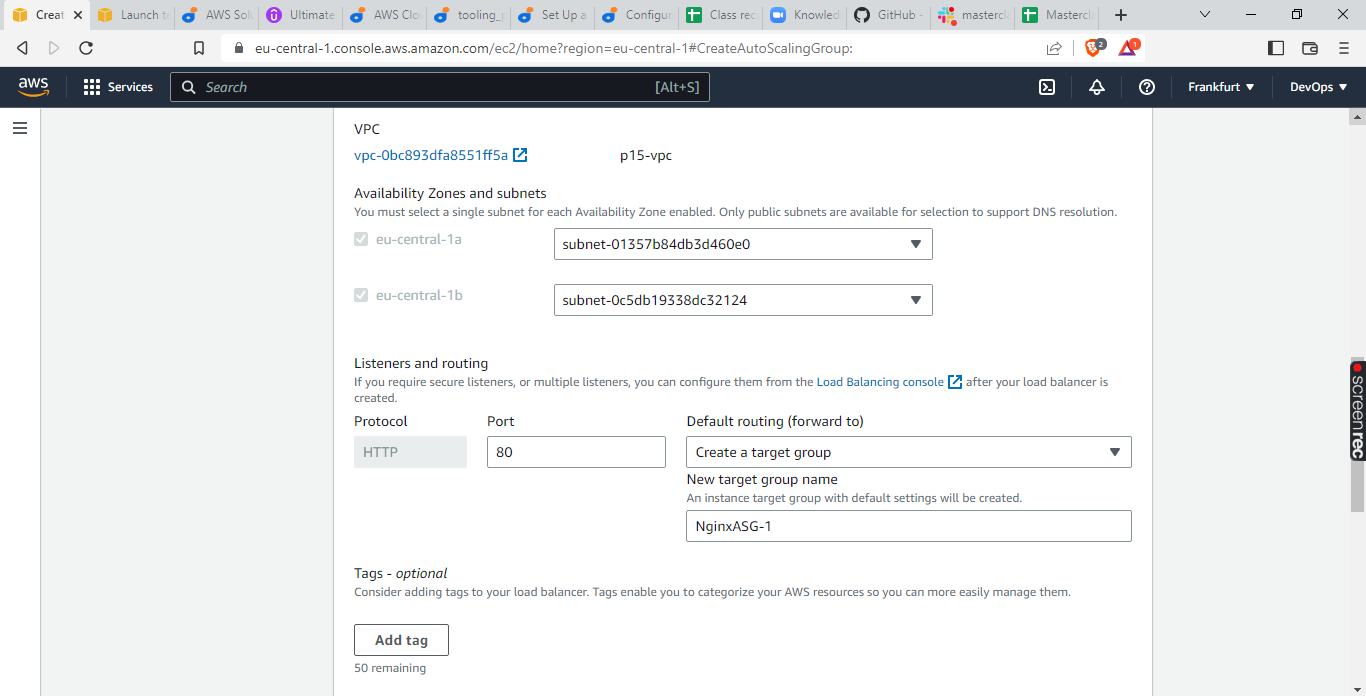 Creat
Launch te
AWS Solu
Ultimate
AWS Clou
tooling_p
Set Up a
Configur
Class rec
Knowled
GitHub -
mastercla
Mastercla
eu-central-1.console.aws.amazon.com/ec2/home?region=eu-central-1#CreateAutoScalingGroup:
2
1
aws
Services
Search
[Alt+S]
Frankfurt
DevOps
VPC
vpc-0bc893dfa8551ff5a
p15-vpc
Availability Zones and subnets
You must select a single subnet for each Availability Zone enabled. Only public subnets are available for selection to support DNS resolution.
eu-central-1a
subnet-01357b84db3d460e0
eu-central-1b
subnet-0c5db19338dc32124
Listeners and routing
If you require secure listeners, or multiple listeners, you can configure them from the Load Balancing console after your load balancer is
created.
Protocol
Port
Default routing (forward to)
HTTP
80
Create a target group
New target group name
An instance target group with default settings will be created.
NginxASG-1
Tags - optional
Consider adding tags to your load balancer. Tags enable you to categorize your AWS resources so you can more easily manage them.
Add tag
50 remaining
screenrec